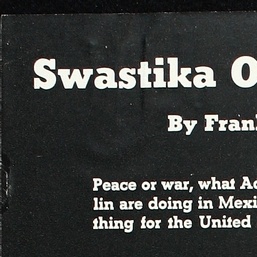 Swastika O
By Fran
Peace or war, what Ad
lin are doing in Mexi
thing for the United